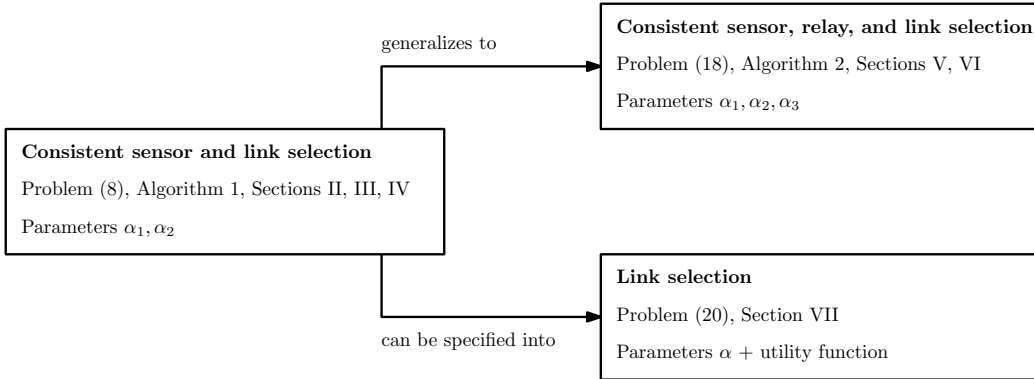 Consistent sensor, relay, and link selection
Problem (18), Algorithm 2, Sections V, VI
Parameters α₁, α₂, α₃
generalizes to
Consistent sensor and link selection
Problem (8), Algorithm 1, Sections II, III, IV
Parameters α₁, α₂
can be specified into
Link selection
Problem (20), Section VII
Parameters α + utility function